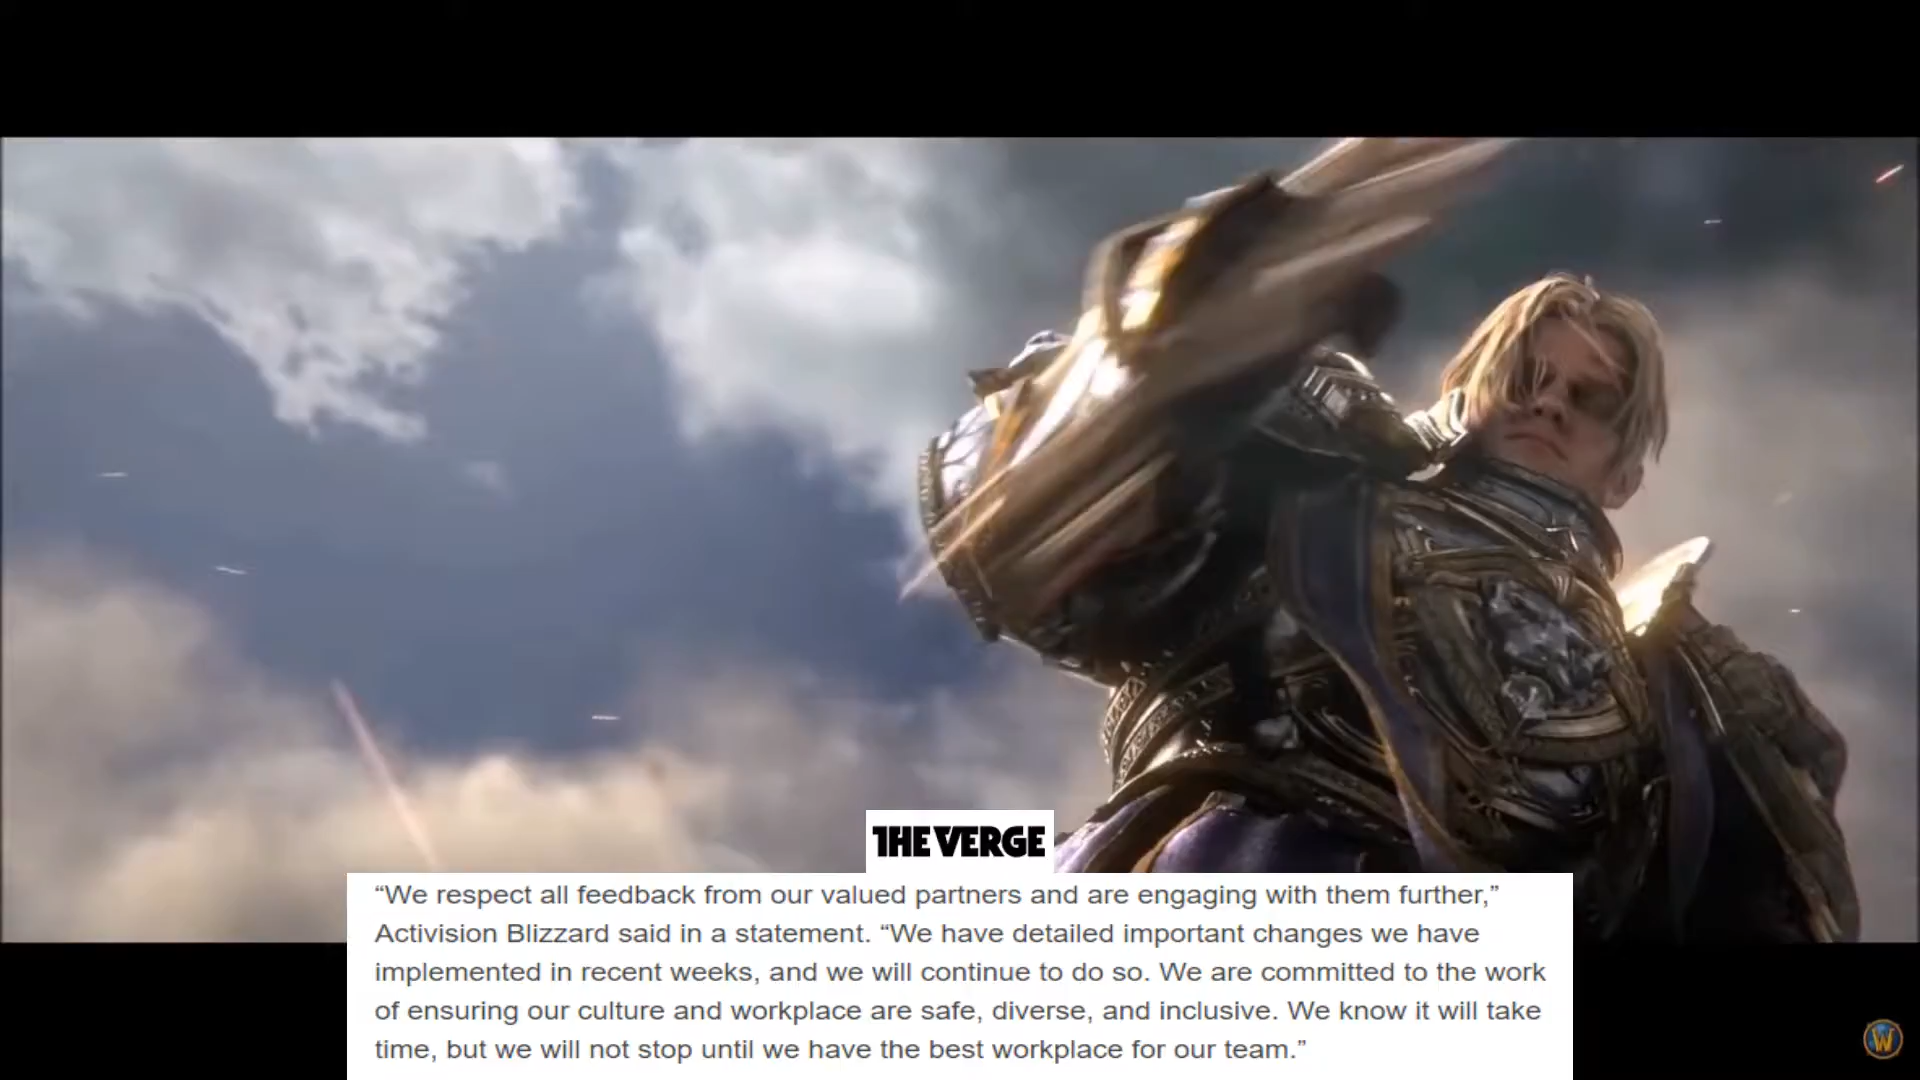 THE VERGE
“We respect all feedback from our valued partners and are engaging with them further,”
Activision Blizzard said in a statement. “We have detailed important changes we have
implemented in recent weeks, and we will continue to do so. We are committed to the work
of ensuring our culture and workplace are safe, diverse, and inclusive. We know it will take
time, but we will not stop until we have the best workplace for our team.”
W